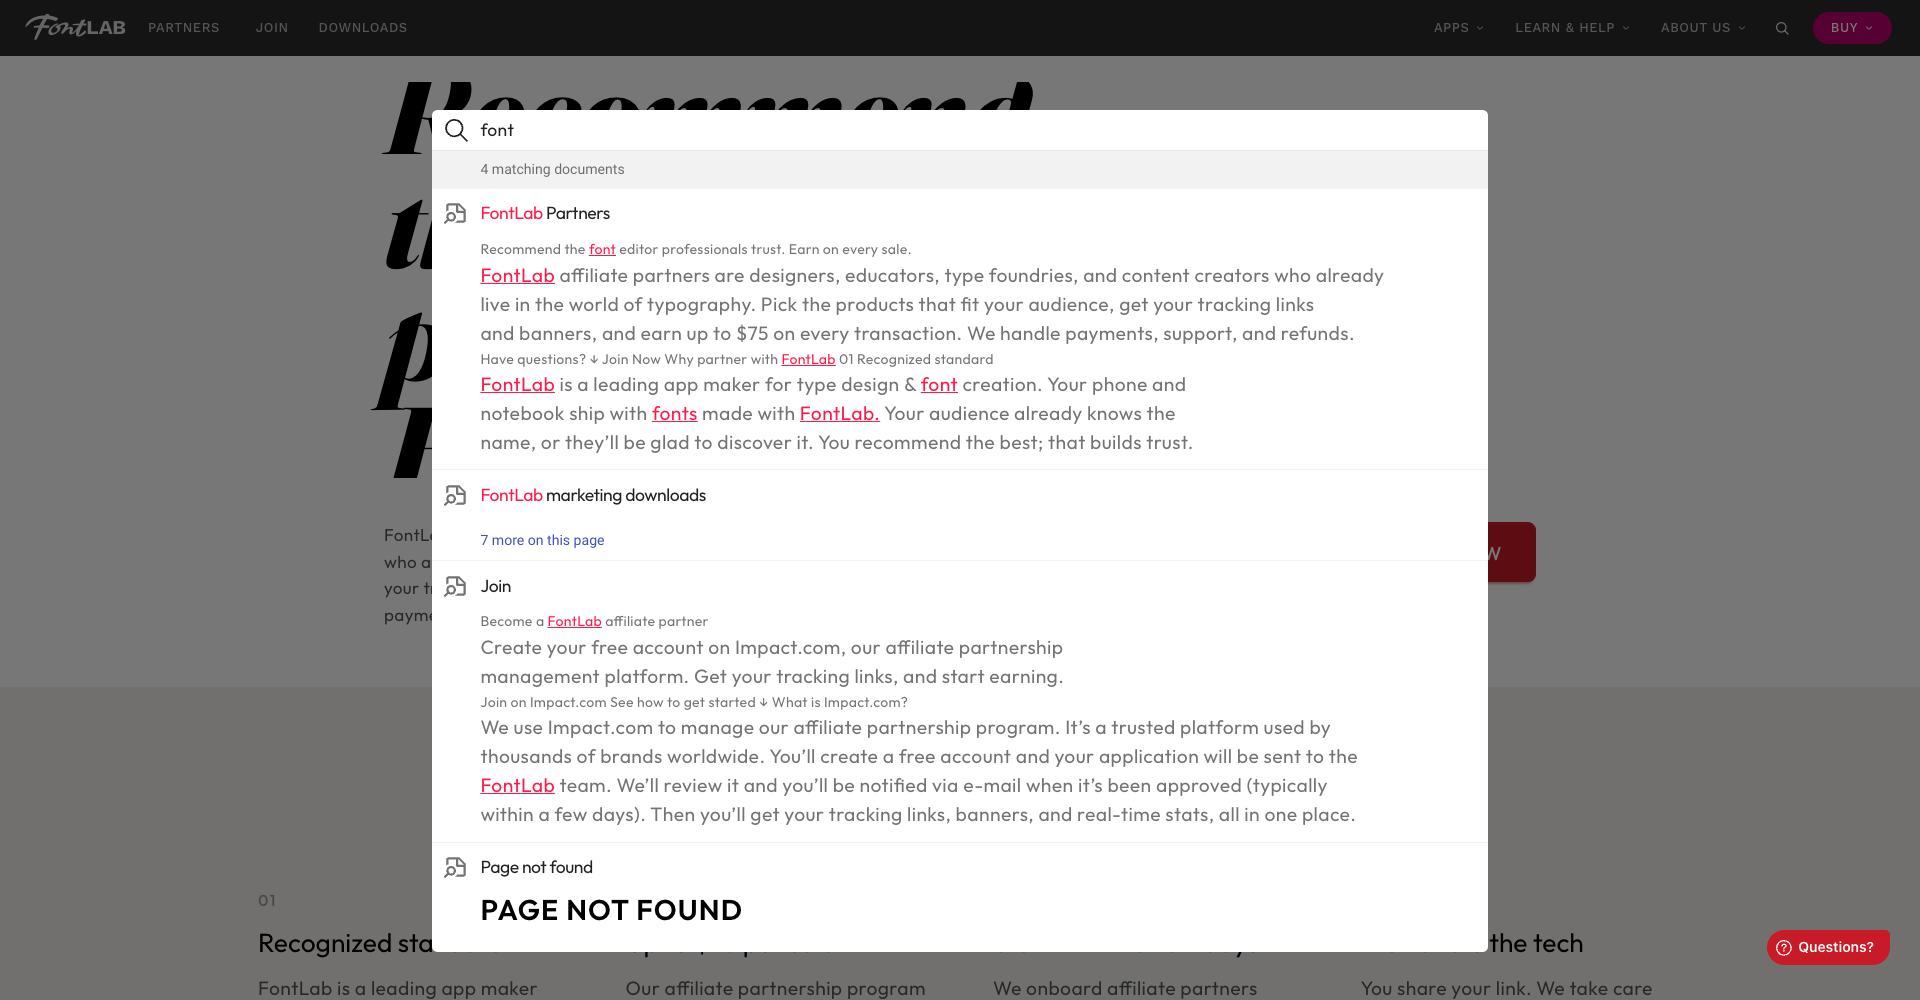 FontLAB PARTNERS JOIN DOWNLOADS APPS LEARN & HELP ABOUT US BUY
Recommend
font
4 matching documents
FontLab Partners
Recommend the font editor professionals trust. Earn on every sale.
FontLab affiliate partners are designers, educators, type foundries, and content creators who already
live in the world of typography. Pick the products that fit your audience, get your tracking links
and banners, and earn up to $75 on every transaction. We handle payments, support, and refunds.
Have questions? ↓ Join Now Why partner with FontLab 01 Recognized standard
FontLab is a leading app maker for type design & font creation. Your phone and
notebook ship with fonts made with FontLab. Your audience already knows the
name, or they’ll be glad to discover it. You recommend the best; that builds trust.
FontLab marketing downloads
7 more on this page
Join
Become a FontLab affiliate partner
Create your free account on Impact.com, our affiliate partnership
management platform. Get your tracking links, and start earning.
Join on Impact.com See how to get started ↓ What is Impact.com?
We use Impact.com to manage our affiliate partnership program. It’s a trusted platform used by
thousands of brands worldwide. You’ll create a free account and your application will be sent to the
FontLab team. We’ll review it and you’ll be notified via e-mail when it’s been approved (typically
within a few days). Then you’ll get your tracking links, banners, and real-time stats, all in one place.
Page not found
PAGE NOT FOUND
who
your
01
Recognized the tech
Questions?
FontLab is a leading app maker Our affiliate partnership program We onboard affiliate partners You share your link. We take care